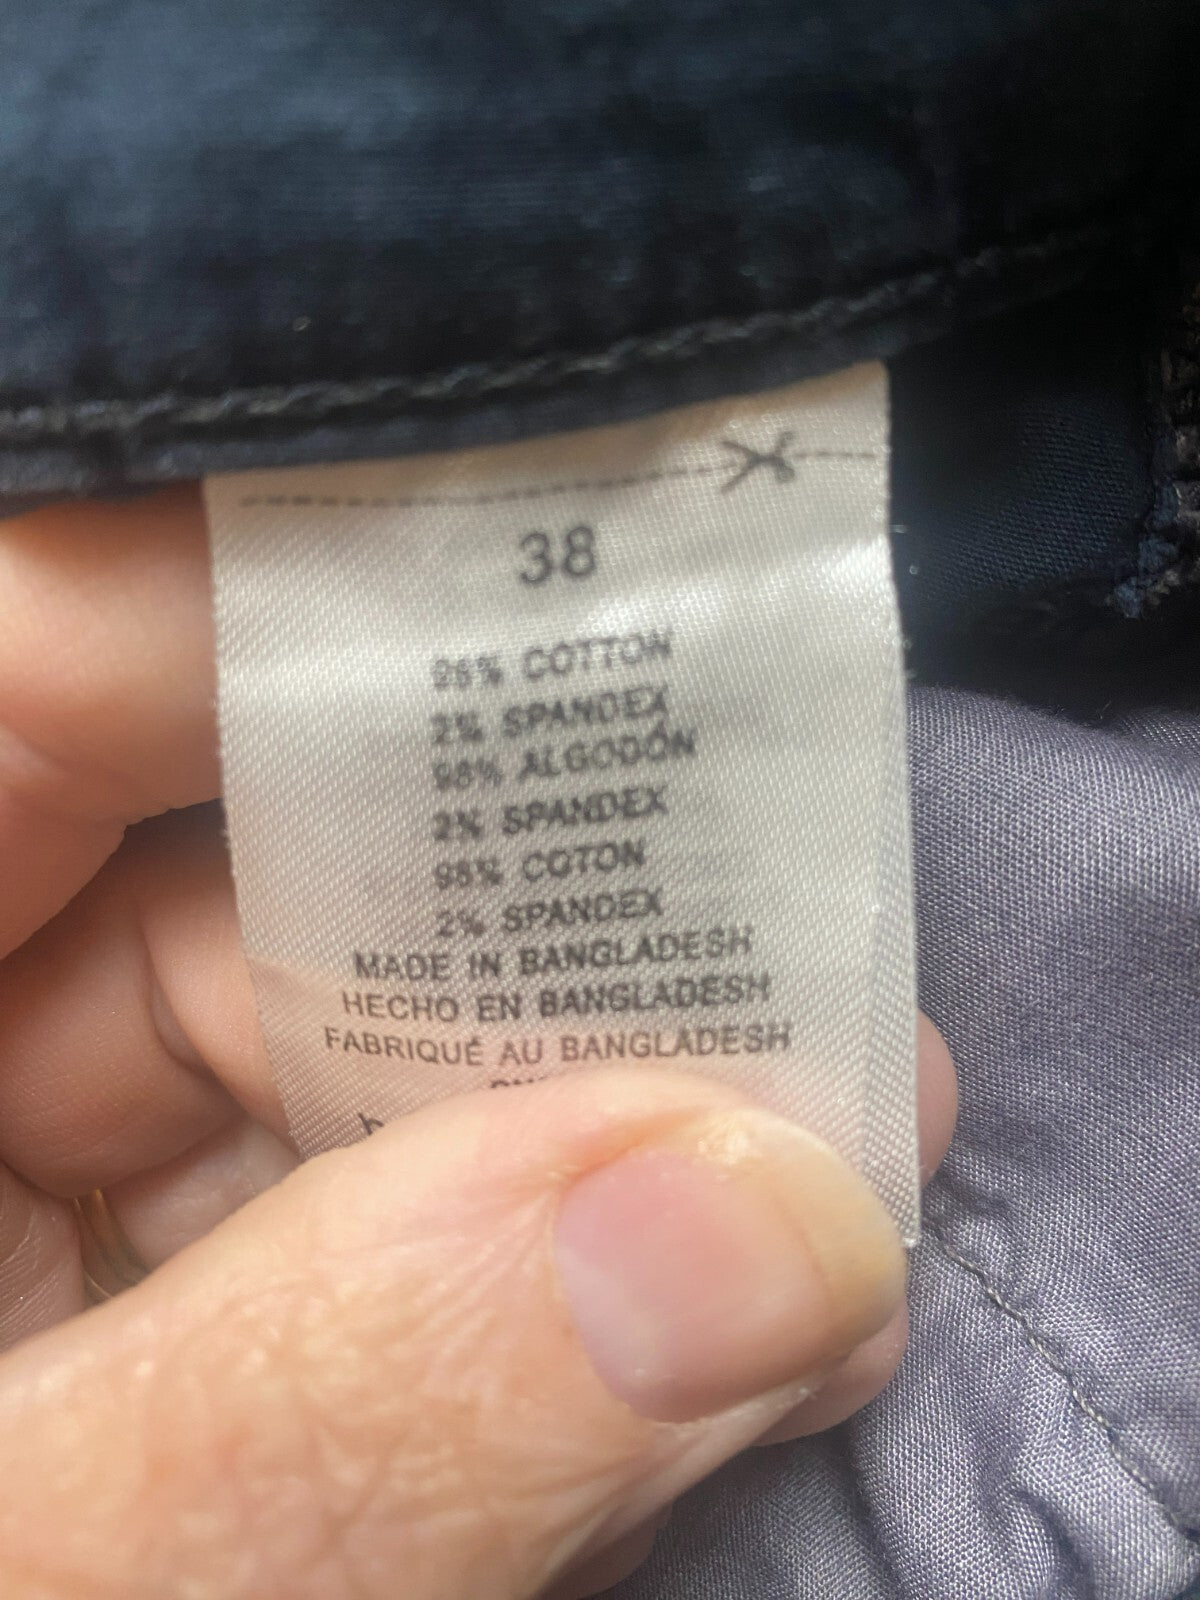 38
98% COTTON
2% SPANDEX
98% ALGODÓN
2% SPANDEX
98% COTON
2% SPANDEX
MADE IN BANGLADESH
HECHO EN BANGLADESH
FABRIQUÉ AU BANGLADESH